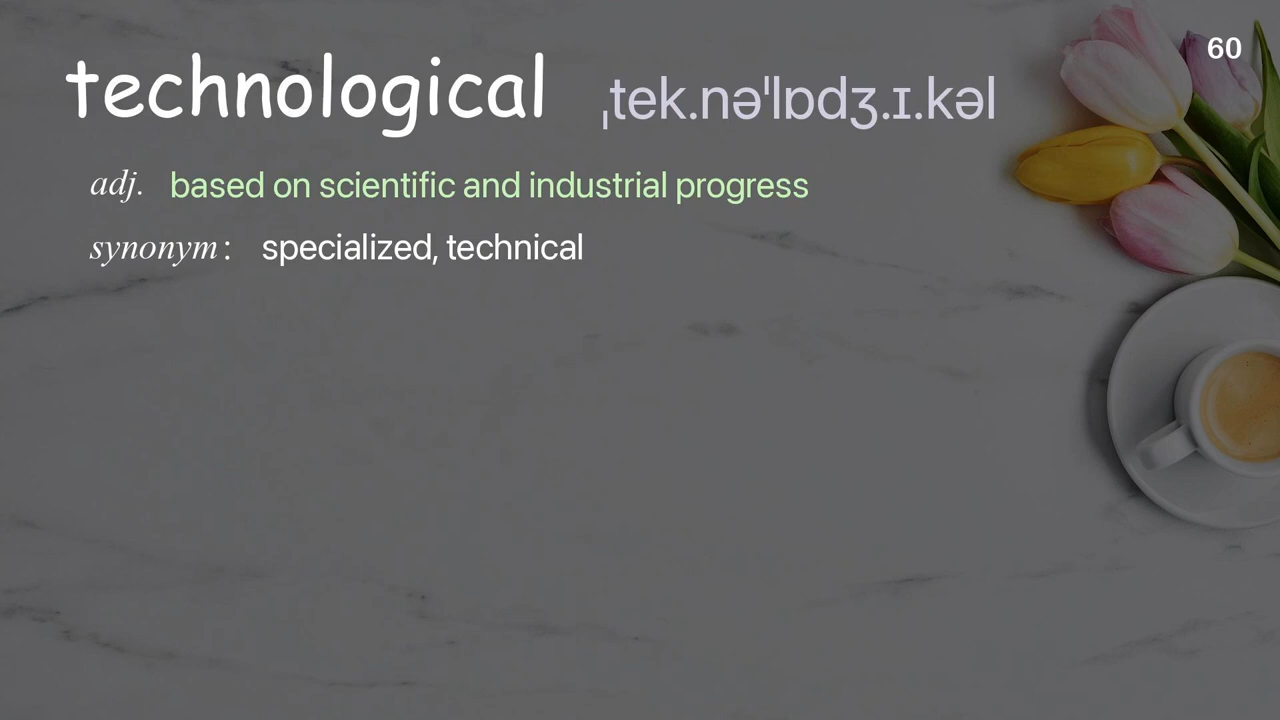 60
technological ˌtek.nəˈlɒdʒ.ɪ.kəl
adj. based on scientific and industrial progress
synonym: specialized, technical